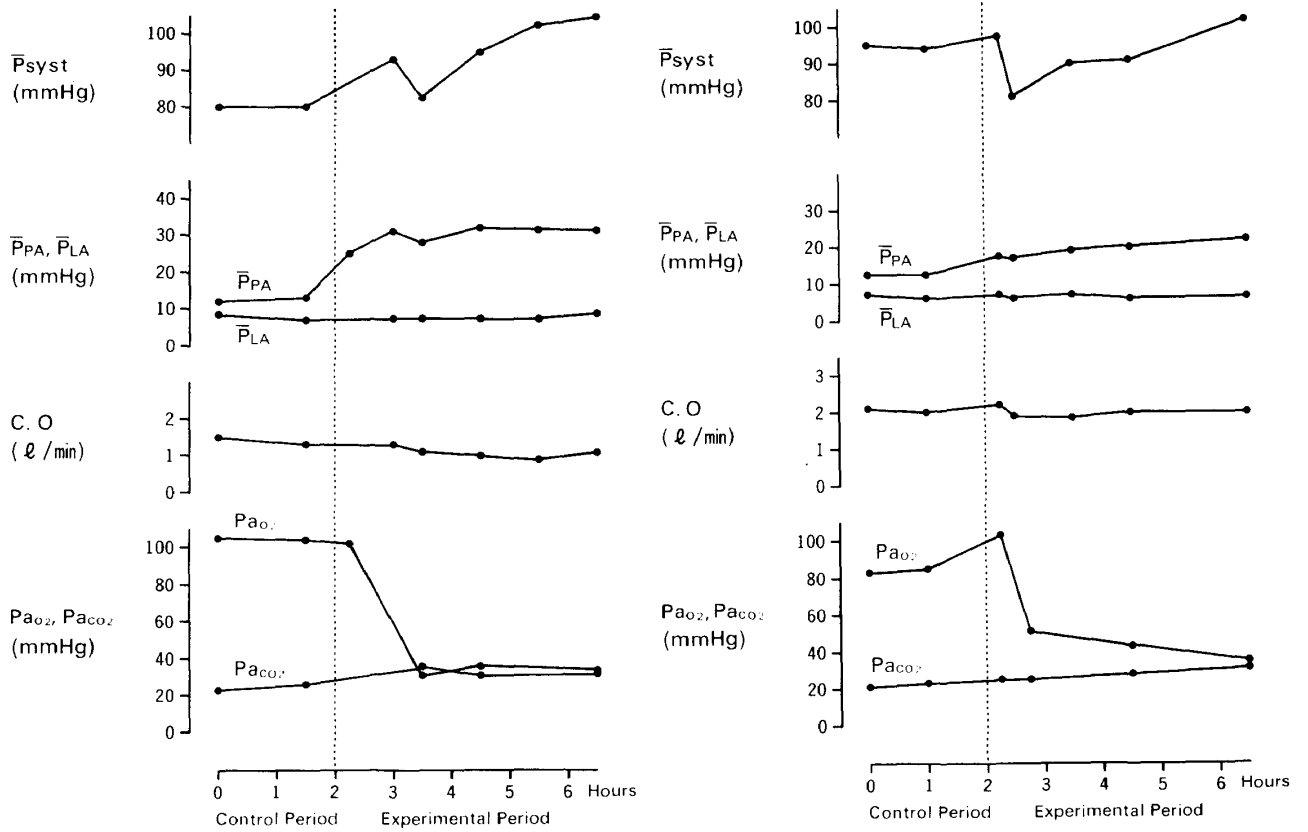 P̅syst
(mmHg)
100
90
80
P̅PA, P̅LA
(mmHg)
40
30
20
10
0
P̅PA
P̅LA
C. O
(ℓ/min)
2
1
0
PaO2, PaCO2
(mmHg)
100
80
60
40
20
0
PaO2
PaCO2
0 1 2 3 4 5 6 Hours
Control Period Experimental Period
P̅syst
(mmHg)
100
90
80
P̅PA, P̅LA
(mmHg)
30
20
10
0
P̅PA
P̅LA
C. O
(ℓ/min)
3
2
1
0
PaO2, PaCO2
(mmHg)
100
80
60
40
20
0
PaO2
PaCO2
0 1 2 3 4 5 6 Hours
Control Period Experimental Period